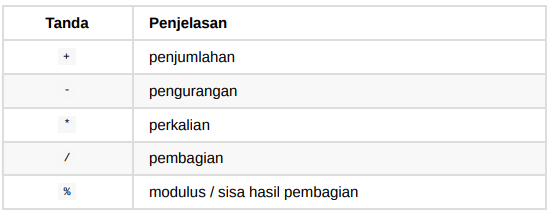 Tanda Penjelasan
+ penjumlahan
- pengurangan
* perkalian
/ pembagian
% modulus / sisa hasil pembagian